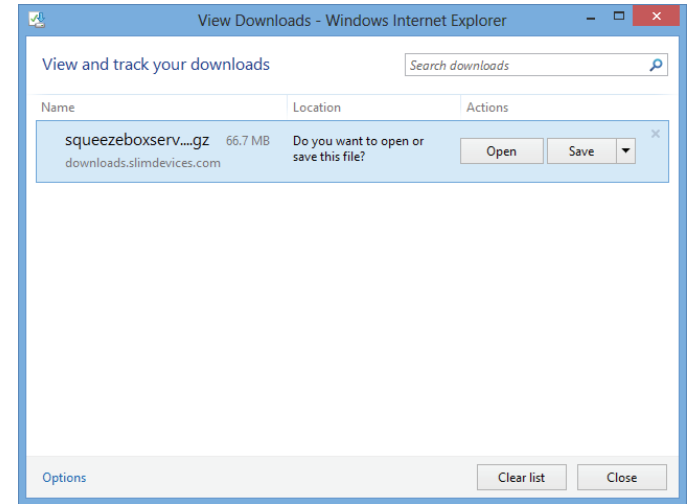 View Downloads - Windows Internet Explorer
View and track your downloads
Search downloads
Name Location Actions
squeezeboxserv....gz 66.7 MB
downloads.slimdevices.com
Do you want to open or
save this file?
Open Save
Options
Clear list Close